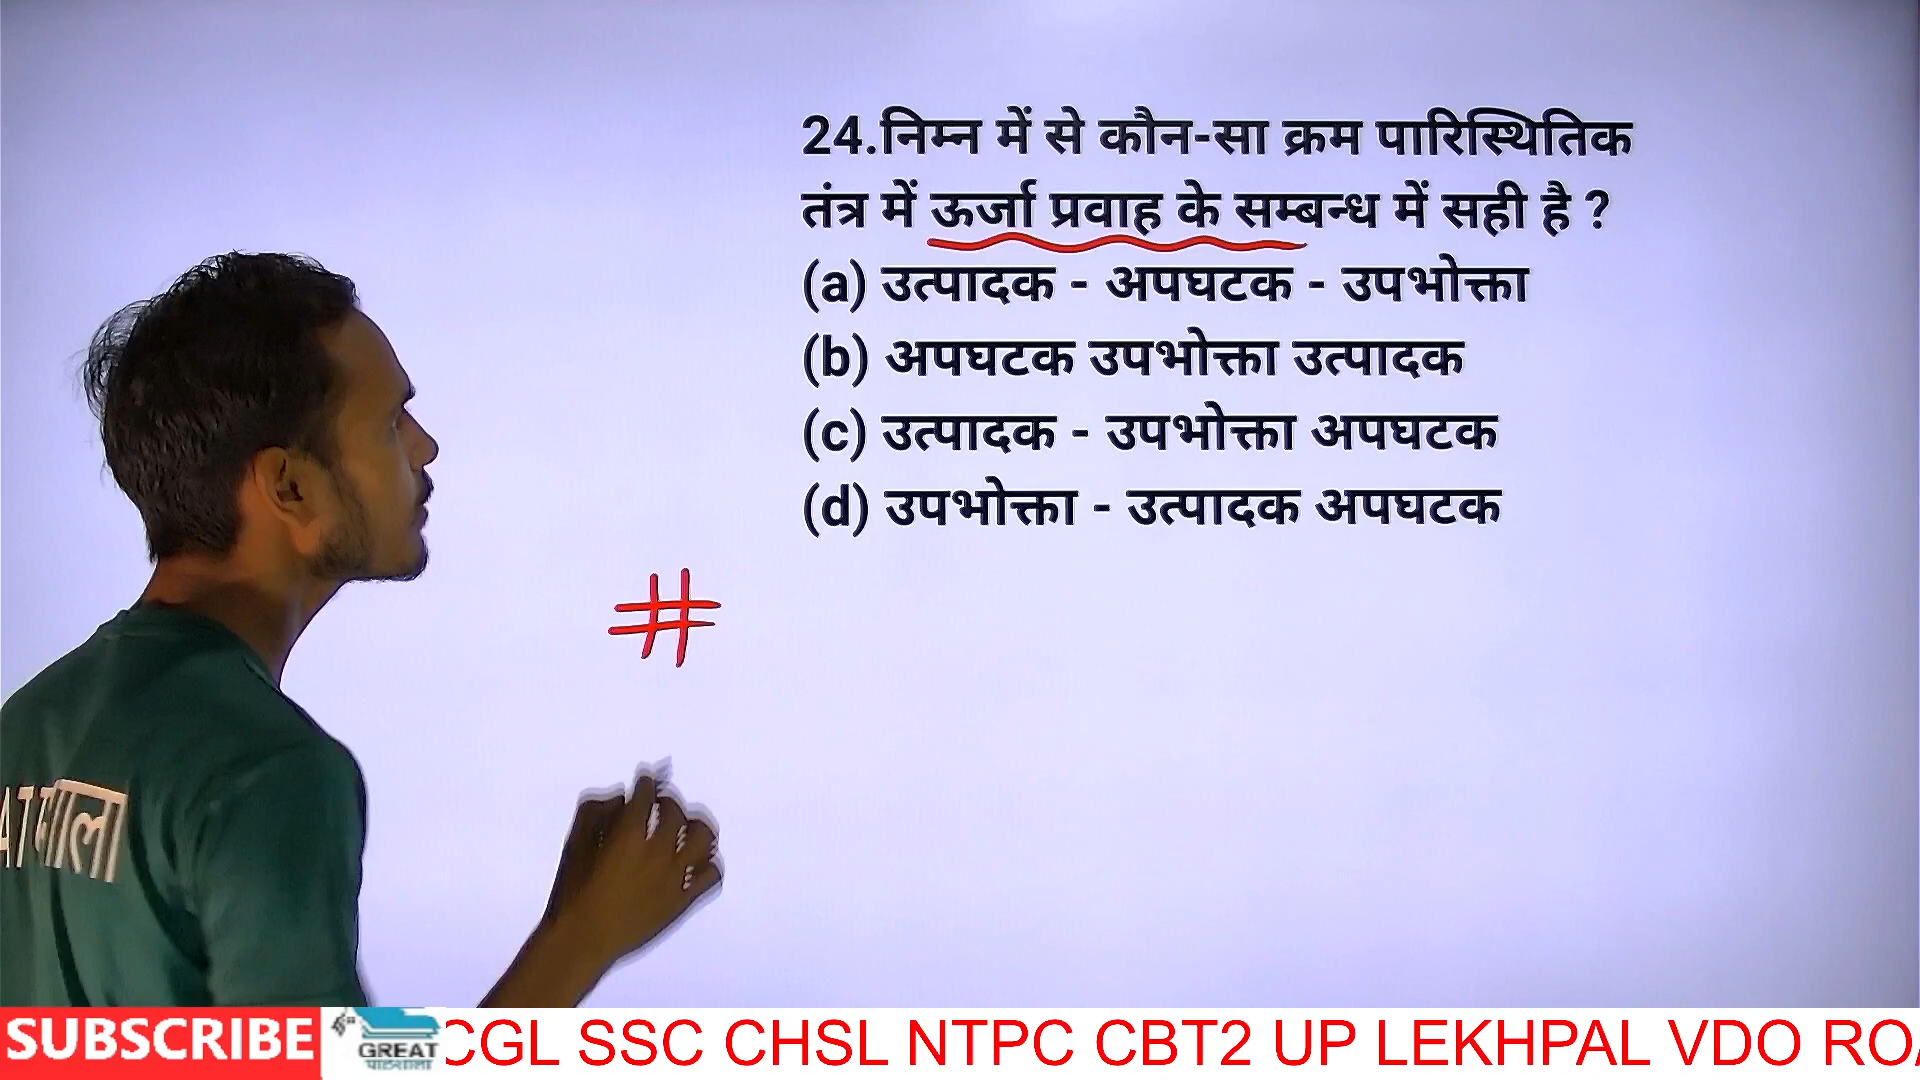 24.निम्न में से कौन-सा क्रम पारिस्थितिक
तंत्र में ऊर्जा प्रवाह के सम्बन्ध में सही है ?
(a) उत्पादक - अपघटक - उपभोक्ता
(b) अपघटक उपभोक्ता उत्पादक
(c) उत्पादक - उपभोक्ता अपघटक
(d) उपभोक्ता - उत्पादक अपघटक
#
SUBSCRIBE
GREAT
पाठशाला
CGL SSC CHSL NTPC CBT2 UP LEKHPAL VDO